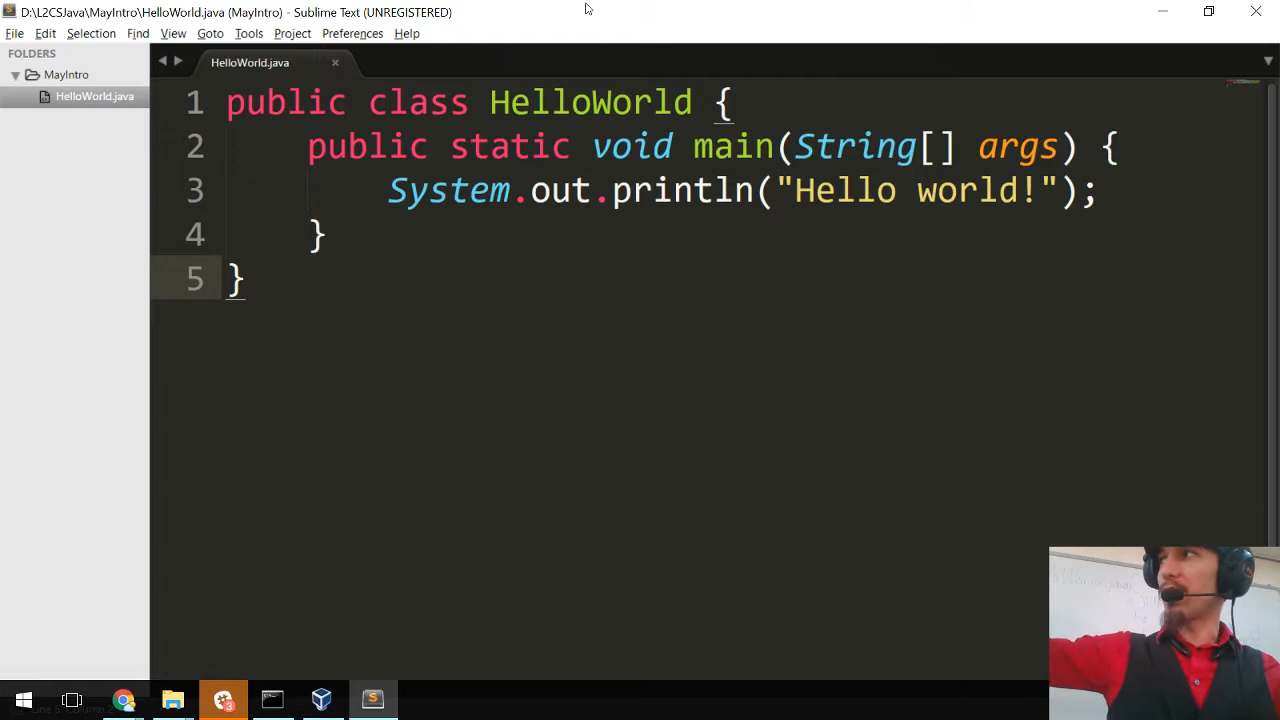 D:\L2CSJava\MayIntro\HelloWorld.java (MayIntro) - Sublime Text (UNREGISTERED)
File Edit Selection Find View Goto Tools Project Preferences Help
FOLDERS
MayIntro
HelloWorld.java
HelloWorld.java ×
1 public class HelloWorld {
2 public static void main(String[] args) {
3 System.out.println("Hello world!");
4 }
5 }
3
S